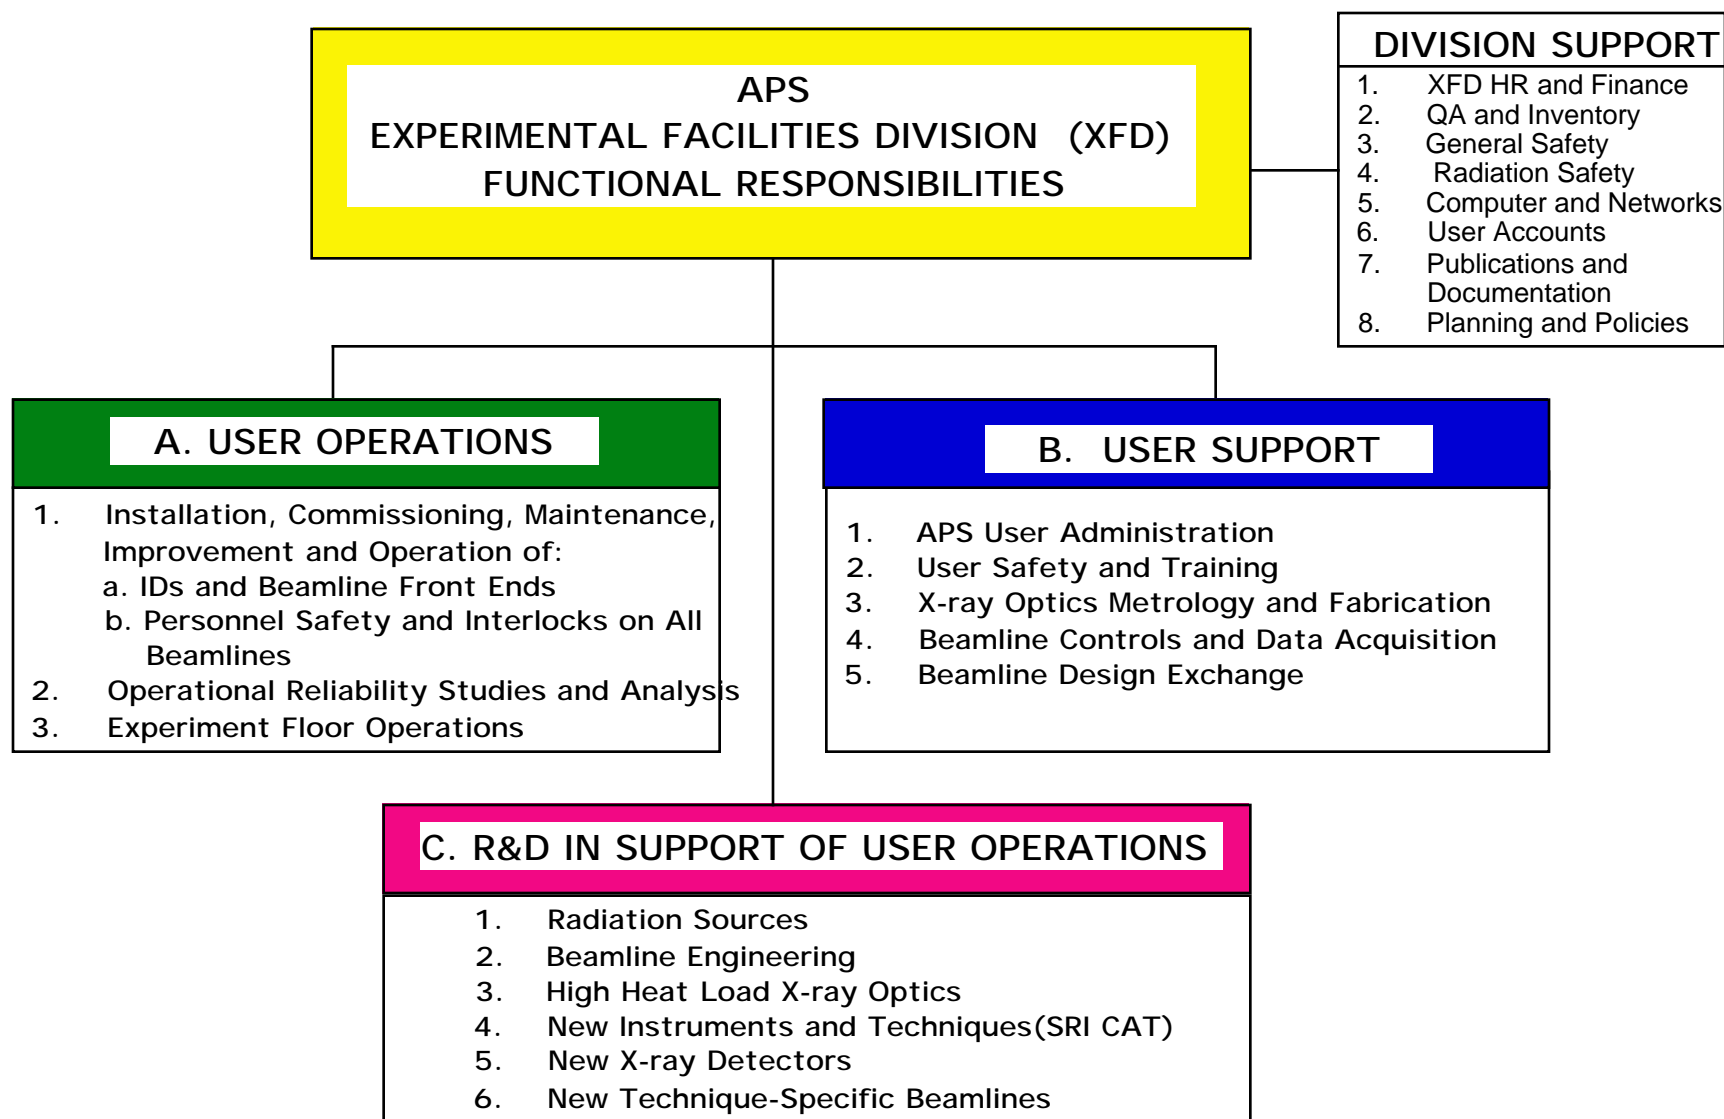 APS
EXPERIMENTAL FACILITIES DIVISION (XFD)
FUNCTIONAL RESPONSIBILITIES
DIVISION SUPPORT
1. XFD HR and Finance
2. QA and Inventory
3. General Safety
4. Radiation Safety
5. Computer and Networks
6. User Accounts
7. Publications and
Documentation
8. Planning and Policies
A. USER OPERATIONS
1. Installation, Commissioning, Maintenance,
Improvement and Operation of:
a. IDs and Beamline Front Ends
b. Personnel Safety and Interlocks on All
Beamlines
2. Operational Reliability Studies and Analysis
3. Experiment Floor Operations
B. USER SUPPORT
1. APS User Administration
2. User Safety and Training
3. X-ray Optics Metrology and Fabrication
4. Beamline Controls and Data Acquisition
5. Beamline Design Exchange
C. R&D IN SUPPORT OF USER OPERATIONS
1. Radiation Sources
2. Beamline Engineering
3. High Heat Load X-ray Optics
4. New Instruments and Techniques(SRI CAT)
5. New X-ray Detectors
6. New Technique-Specific Beamlines